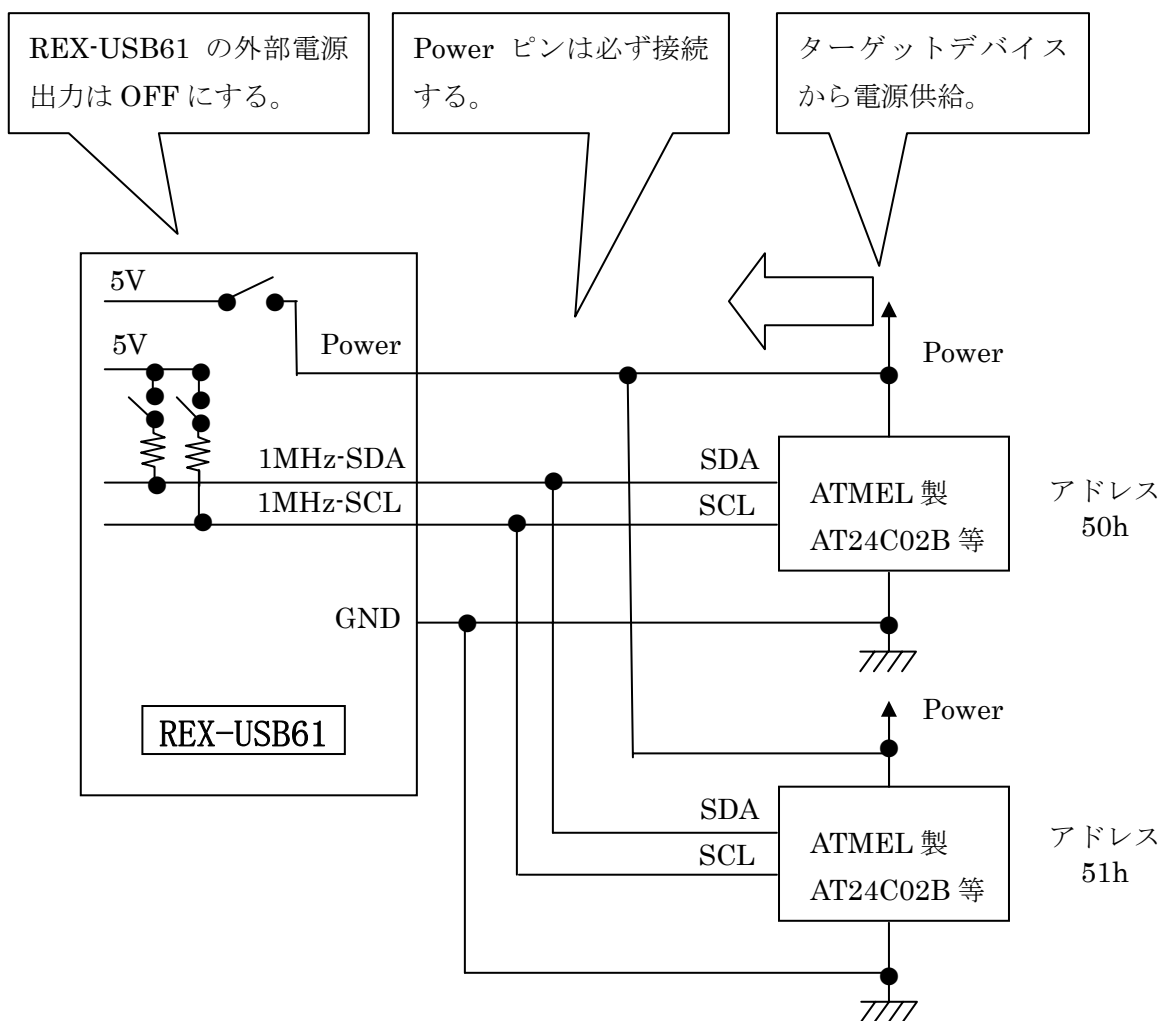 REX-USB61 の外部電源
出力は OFF にする。
Power ピンは必ず接続
する。
ターゲットデバイス
から電源供給。
5V
5V
Power
Power
1MHz-SDA
SDA
1MHz-SCL
SCL
ATMEL 製
AT24C02B 等
アドレス
50h
GND
REX-USB61
Power
SDA
SCL
ATMEL 製
AT24C02B 等
アドレス
51h